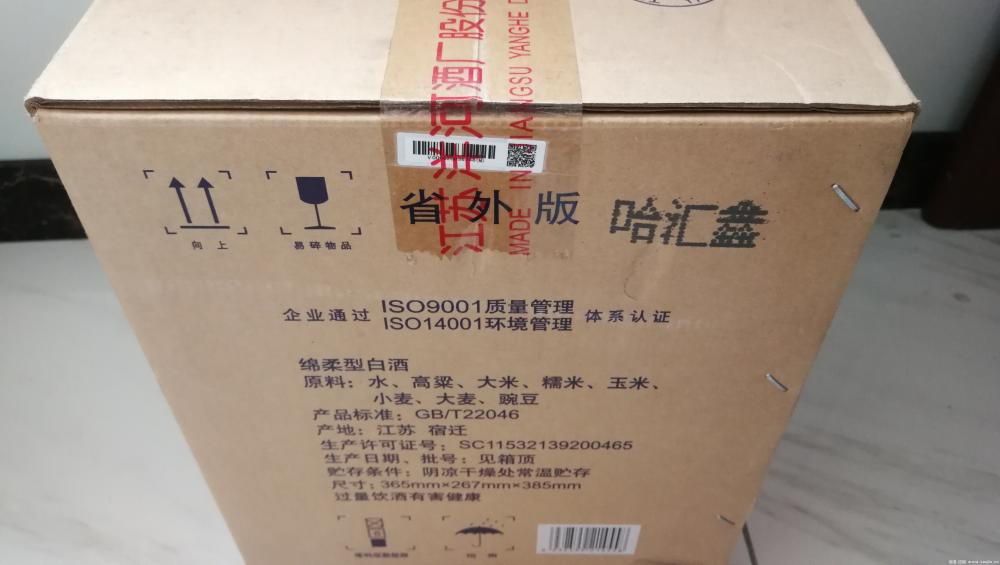 江苏洋河酒厂股份
MADE IN JIANGSU YANGHE
省外版
哈汇鑫
向上
易碎物品
企业通过 ISO9001质量管理 体系认证
ISO14001环境管理
绵柔型白酒
原料：水、高粱、大米、糯米、玉米、
小麦、大麦、豌豆
产品标准：GB/T22046
产地：江苏 宿迁
生产许可证号：SC11532139200465
生产日期、批号：见箱顶
贮存条件：阴凉干燥处常温贮存
尺寸：365mm×267mm×385mm
过量饮酒有害健康
怕雨